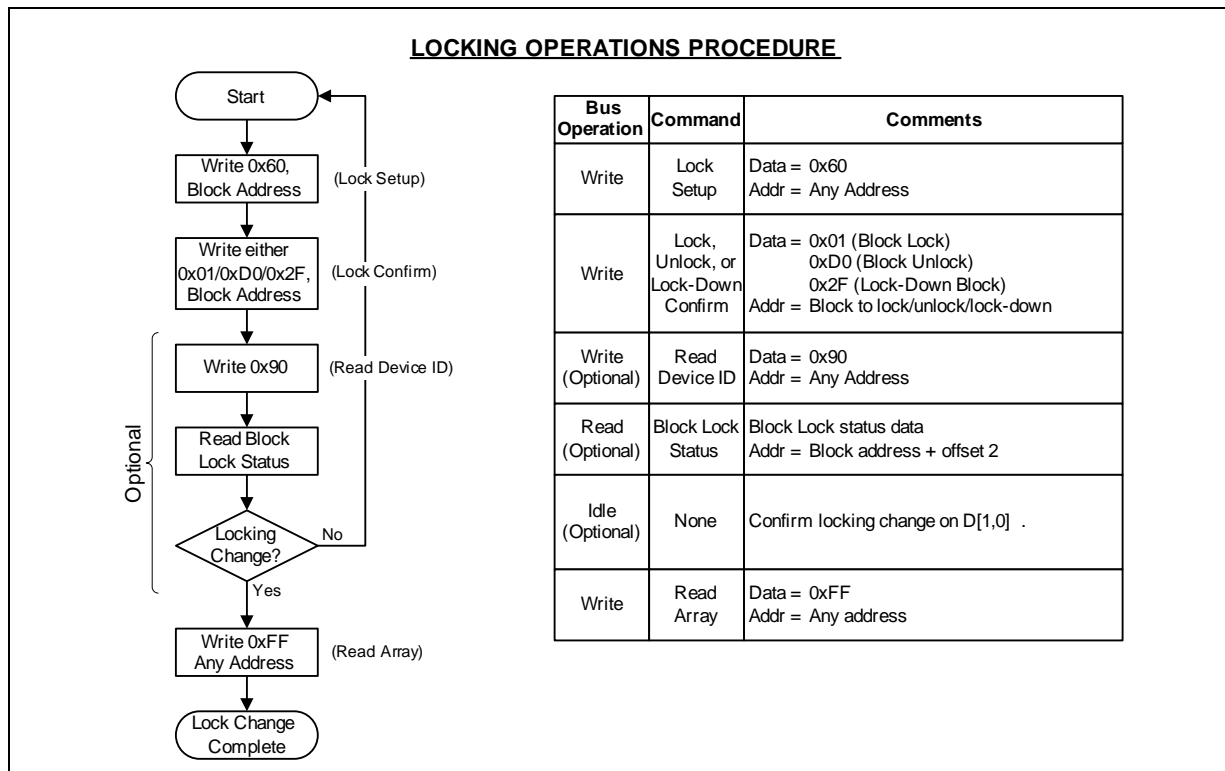 LOCKING OPERATIONS PROCEDURE
Start
Write 0x60,
Block Address
(Lock Setup)
Write either
0x01/0xD0/0x2F,
Block Address
(Lock Confirm)
Optional
Write 0x90
(Read Device ID)
Read Block
Lock Status
Locking
Change?
No
Yes
Write 0xFF
Any Address
(Read Array)
Lock Change
Complete
Bus
Operation
Command
Comments
Write
Lock
Setup
Data = 0x60
Addr = Any Address
Write
Lock,
Unlock, or
Lock-Down
Confirm
Data = 0x01 (Block Lock)
0xD0 (Block Unlock)
0x2F (Lock-Down Block)
Addr = Block to lock/unlock/lock-down
Write
(Optional)
Read
Device ID
Data = 0x90
Addr = Any Address
Read
(Optional)
Block Lock
Status
Block Lock status data
Addr = Block address + offset 2
Idle
(Optional)
None
Confirm locking change on D[1,0] .
Write
Read
Array
Data = 0xFF
Addr = Any address